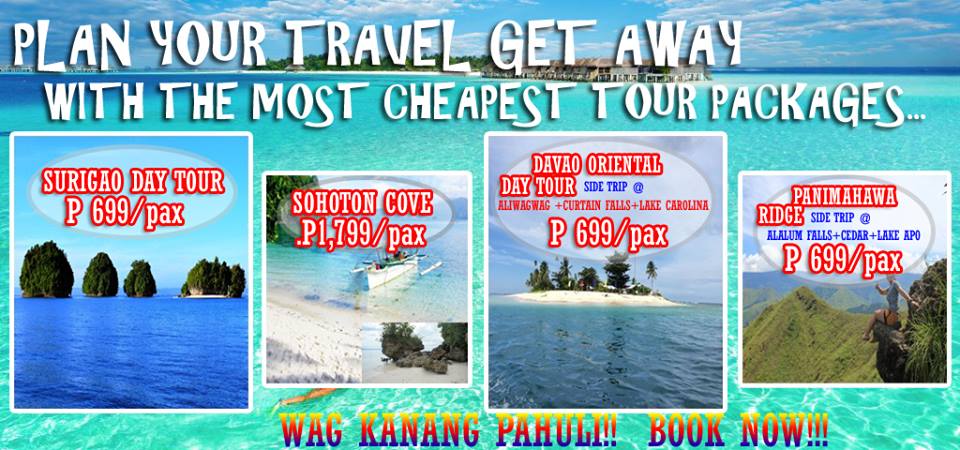 PLAN YOUR TRAVEL GET AWAY
WITH THE MOST CHEAPEST TOUR PACKAGES...
SURIGAO DAY TOUR
P 699/pax
SOHOTON COVE
.P1,799/pax
DAVAO ORIENTAL
DAY TOUR SIDE TRIP @
ALIWAGWAG +CURTAIN FALLS+LAKE CAROLINA
P 699/pax
PANIMAHAWA
RIDGE SIDE TRIP @
ALALUM FALLS+CEDAR+LAKE APO
P 699/pax
WAG KANANG PAHULI!! BOOK NOW!!!